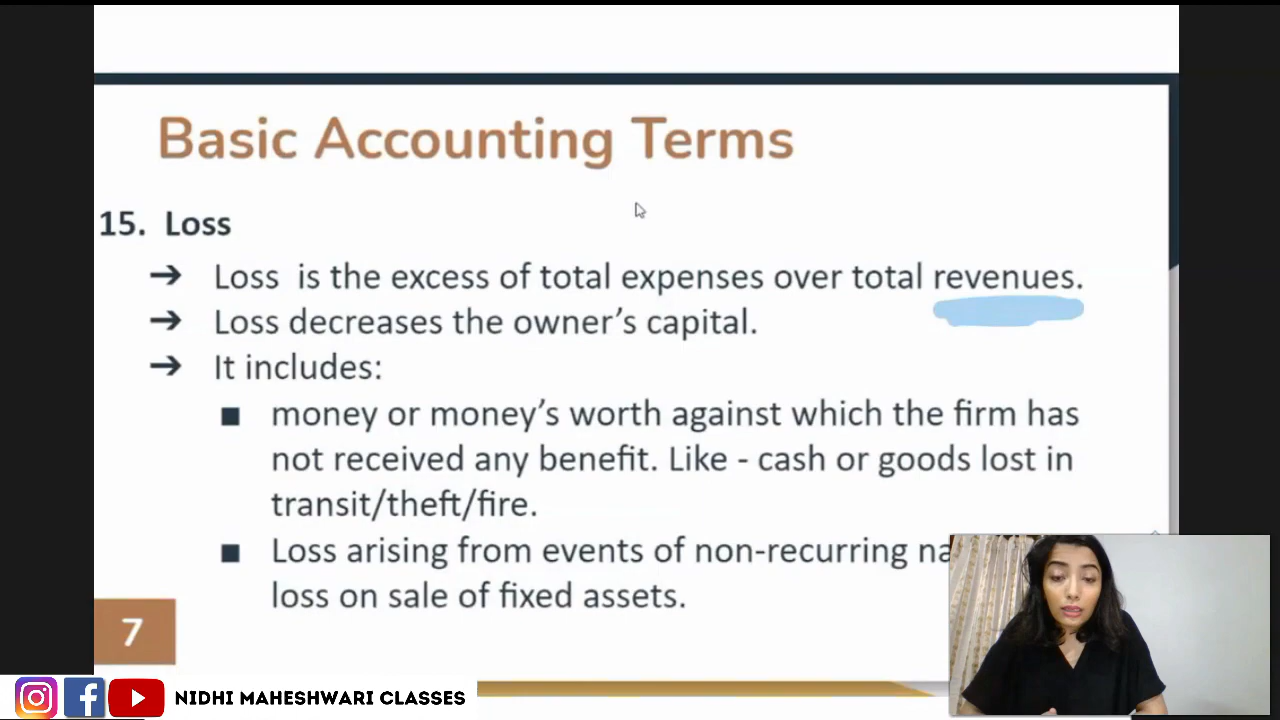 Basic Accounting Terms
15. Loss
➔ Loss is the excess of total expenses over total revenues.
➔ Loss decreases the owner's capital.
➔ It includes:
■ money or money's worth against which the firm has
not received any benefit. Like - cash or goods lost in
transit/theft/fire.
■ Loss arising from events of non-recurring
loss on sale of fixed assets.
7
NIDHI MAHESHWARI CLASSES